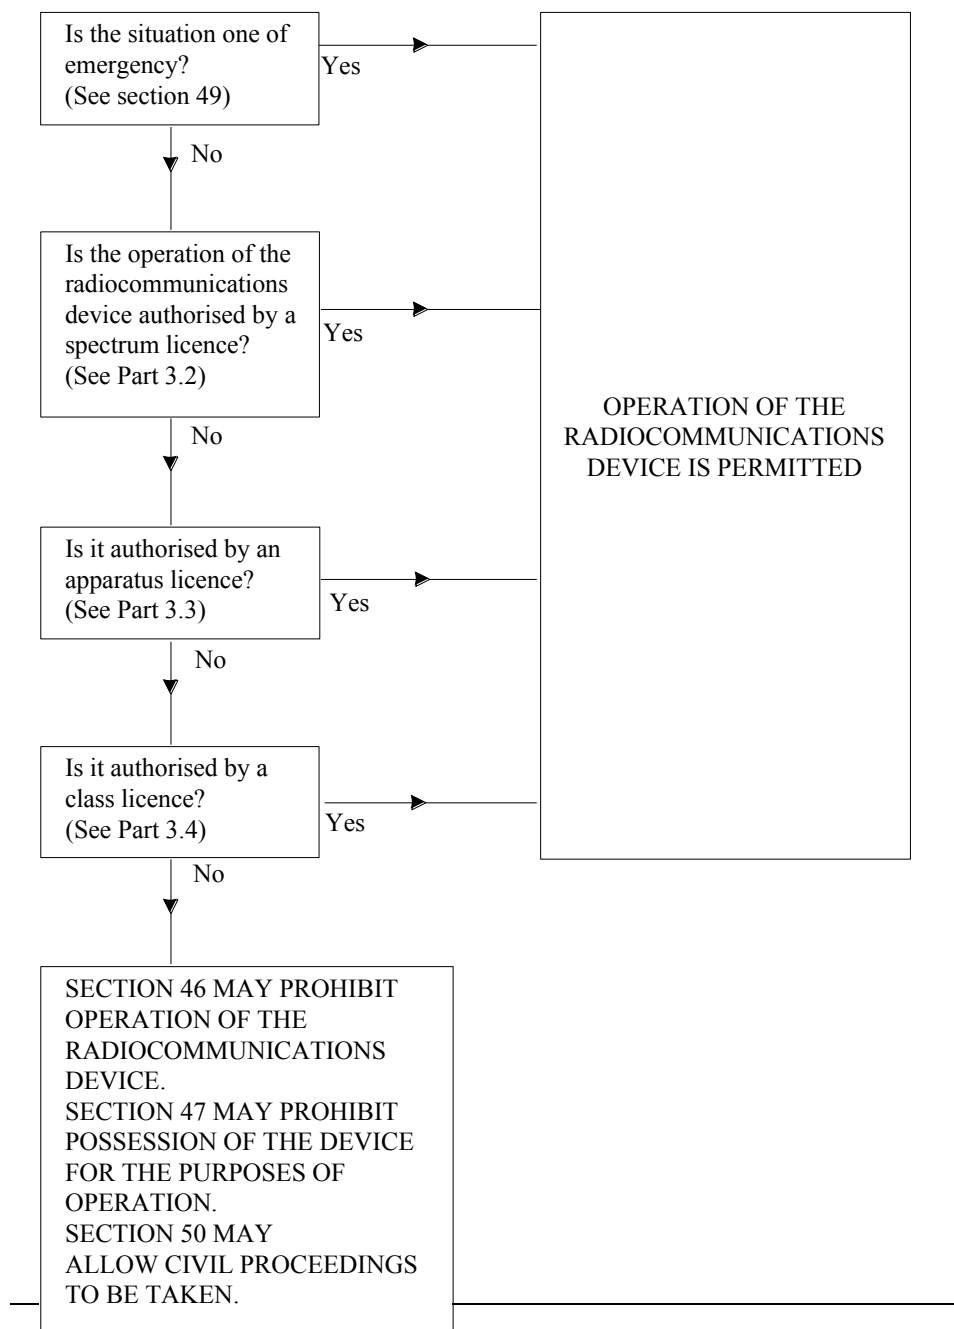 Is the situation one of
emergency?
(See section 49)
Yes
No
Is the operation of the
radiocommunications
device authorised by a
spectrum licence?
(See Part 3.2)
Yes
No
OPERATION OF THE
RADIOCOMMUNICATIONS
DEVICE IS PERMITTED
Is it authorised by an
apparatus licence?
(See Part 3.3)
Yes
No
Is it authorised by a
class licence?
(See Part 3.4)
Yes
No
SECTION 46 MAY PROHIBIT
OPERATION OF THE
RADIOCOMMUNICATIONS
DEVICE.
SECTION 47 MAY PROHIBIT
POSSESSION OF THE DEVICE
FOR THE PURPOSES OF
OPERATION.
SECTION 50 MAY
ALLOW CIVIL PROCEEDINGS
TO BE TAKEN.